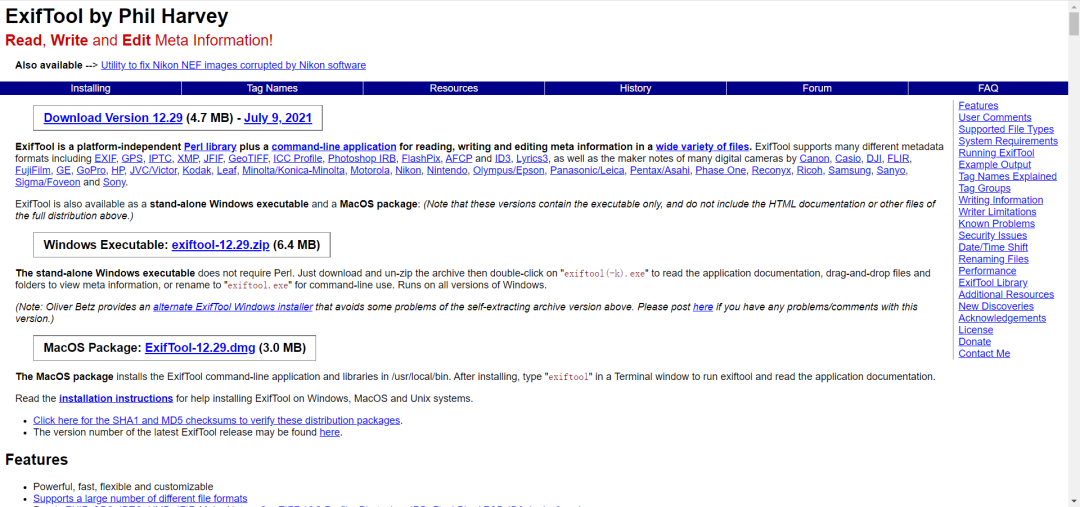 ExifTool by Phil Harvey
Read, Write and Edit Meta Information!
Also available --> Utility to fix Nikon NEF images corrupted by Nikon software
Installing Tag Names Resources History Forum FAQ
Download Version 12.29 (4.7 MB) - July 9, 2021
ExifTool is a platform-independent Perl library plus a command-line application for reading, writing and editing meta information in a wide variety of files. ExifTool supports many different metadata
formats including EXIF, GPS, IPTC, XMP, JFIF, GeoTIFF, ICC Profile, Photoshop IRB, FlashPix, AFCP and ID3, Lyrics3, as well as the maker notes of many digital cameras by Canon, Casio, DJI, FLIR,
FujiFilm, GE, GoPro, HP, JVC/Victor, Kodak, Leaf, Minolta/Konica-Minolta, Motorola, Nikon, Nintendo, Olympus/Epson, Panasonic/Leica, Pentax/Asahi, Phase One, Reconyx, Ricoh, Samsung, Sanyo,
Sigma/Foveon and Sony.
ExifTool is also available as a stand-alone Windows executable and a MacOS package: (Note that these versions contain the executable only, and do not include the HTML documentation or other files of
the full distribution above.)
Windows Executable: exiftool-12.29.zip (6.4 MB)
The stand-alone Windows executable does not require Perl. Just download and un-zip the archive then double-click on "exiftool(-k).exe" to read the application documentation, drag-and-drop files and
folders to view meta information, or rename to "exiftool.exe" for command-line use. Runs on all versions of Windows.
(Note: Oliver Betz provides an alternate ExifTool Windows installer that avoids some problems of the self-extracting archive version above. Please post here if you have any problems/comments with this
version.)
MacOS Package: ExifTool-12.29.dmg (3.0 MB)
The MacOS package installs the ExifTool command-line application and libraries in /usr/local/bin. After installing, type "exiftool" in a Terminal window to run exiftool and read the application documentation.
Read the installation instructions for help installing ExifTool on Windows, MacOS and Unix systems.
• Click here for the SHA1 and MD5 checksums to verify these distribution packages.
• The version number of the latest ExifTool release may be found here.
Features
• Powerful, fast, flexible and customizable
• Supports a large number of different file formats
Features
User Comments
Supported File Types
System Requirements
Running ExifTool
Example Output
Tag Names Explained
Tag Groups
Writing Information
Writer Limitations
Known Problems
Security Issues
Date/Time Shift
Renaming Files
Performance
ExifTool Library
Additional Resources
New Discoveries
Acknowledgements
License
Donate
Contact Me